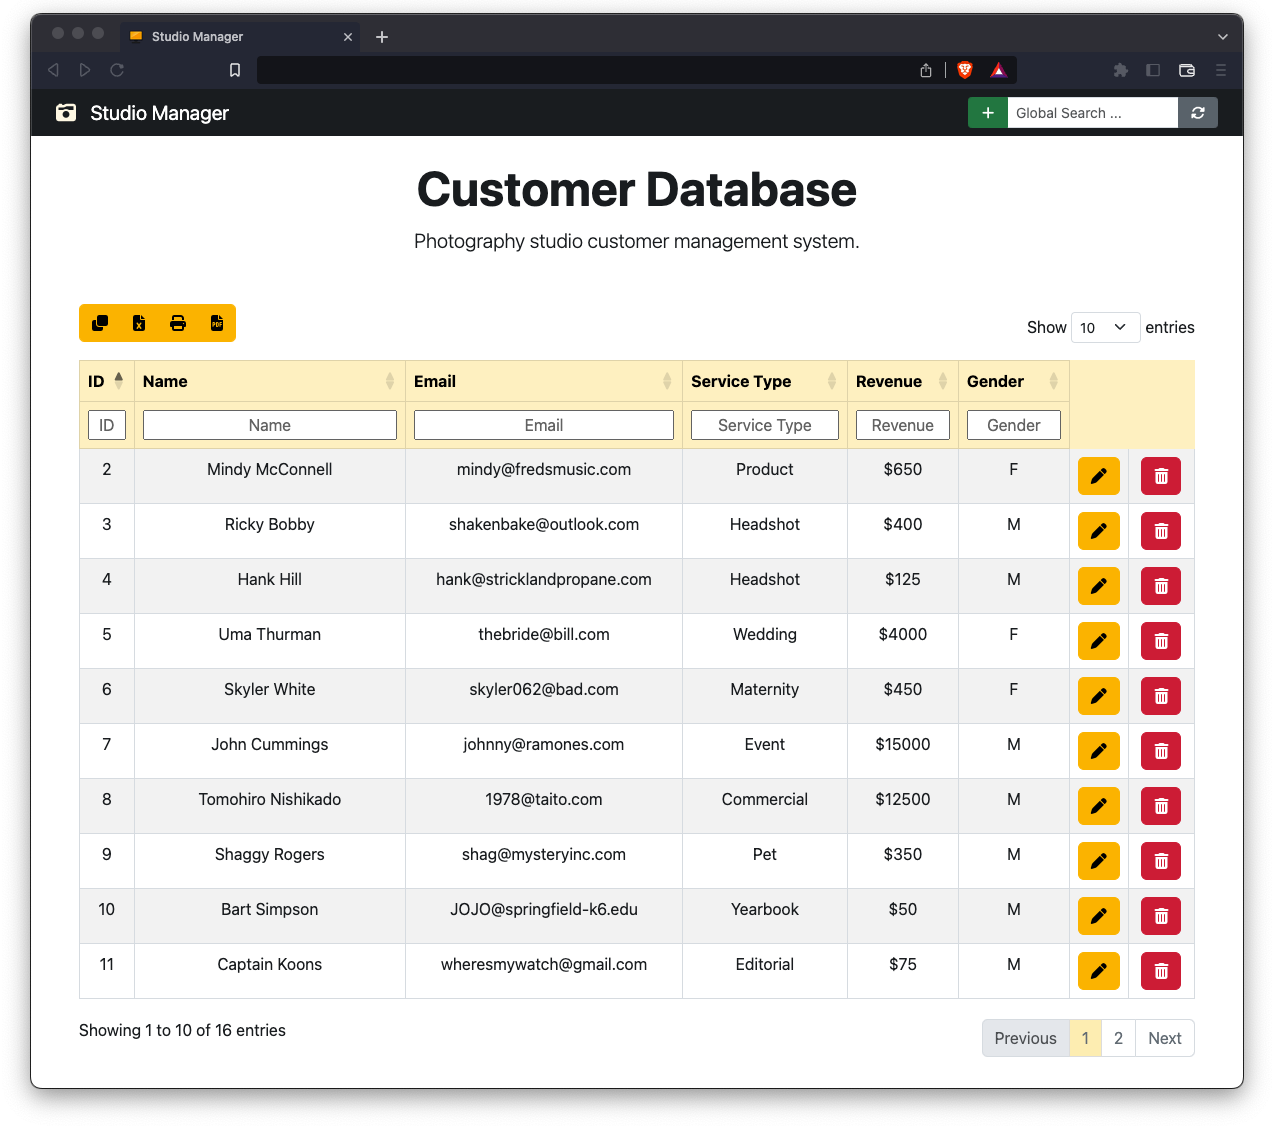 Studio Manager
Studio Manager
Global Search ...
Customer Database
Photography studio customer management system.
Show 10 entries
ID Name Email Service Type Revenue Gender
ID Name Email Service Type Revenue Gender
2 Mindy McConnell mindy@fredsmusic.com Product $650 F
3 Ricky Bobby shakenbake@outlook.com Headshot $400 M
4 Hank Hill hank@stricklandpropane.com Headshot $125 M
5 Uma Thurman thebride@bill.com Wedding $4000 F
6 Skyler White skyler062@bad.com Maternity $450 F
7 John Cummings johnny@ramones.com Event $15000 M
8 Tomohiro Nishikado 1978@taito.com Commercial $12500 M
9 Shaggy Rogers shag@mysteryinc.com Pet $350 M
10 Bart Simpson JOJO@springfield-k6.edu Yearbook $50 M
11 Captain Koons wheresmywatch@gmail.com Editorial $75 M
Showing 1 to 10 of 16 entries
Previous 1 2 Next